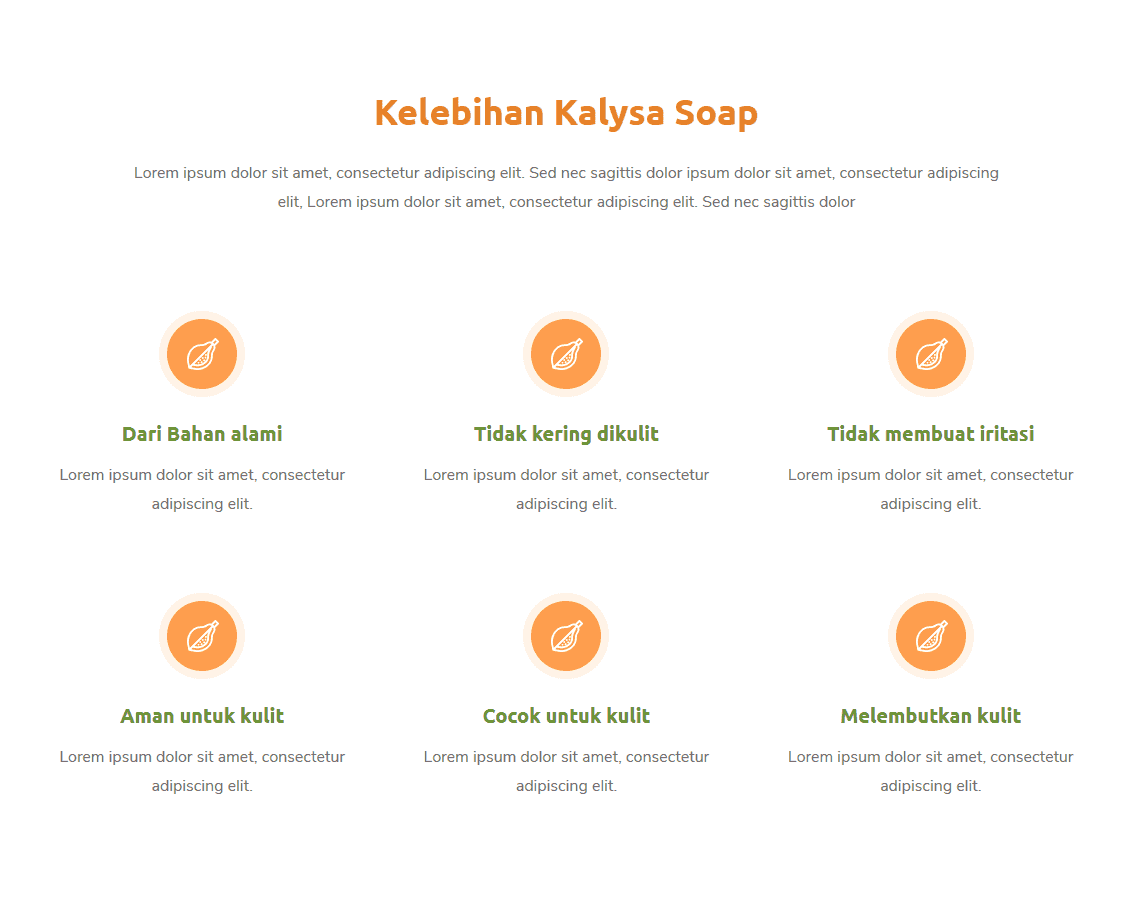 Kelebihan Kalysa Soap
Lorem ipsum dolor sit amet, consectetur adipiscing elit. Sed nec sagittis dolor ipsum dolor sit amet, consectetur adipiscing
elit, Lorem ipsum dolor sit amet, consectetur adipiscing elit. Sed nec sagittis dolor
Dari Bahan alami
Lorem ipsum dolor sit amet, consectetur
adipiscing elit.
Tidak kering dikulit
Lorem ipsum dolor sit amet, consectetur
adipiscing elit.
Tidak membuat iritasi
Lorem ipsum dolor sit amet, consectetur
adipiscing elit.
Aman untuk kulit
Lorem ipsum dolor sit amet, consectetur
adipiscing elit.
Cocok untuk kulit
Lorem ipsum dolor sit amet, consectetur
adipiscing elit.
Melembutkan kulit
Lorem ipsum dolor sit amet, consectetur
adipiscing elit.